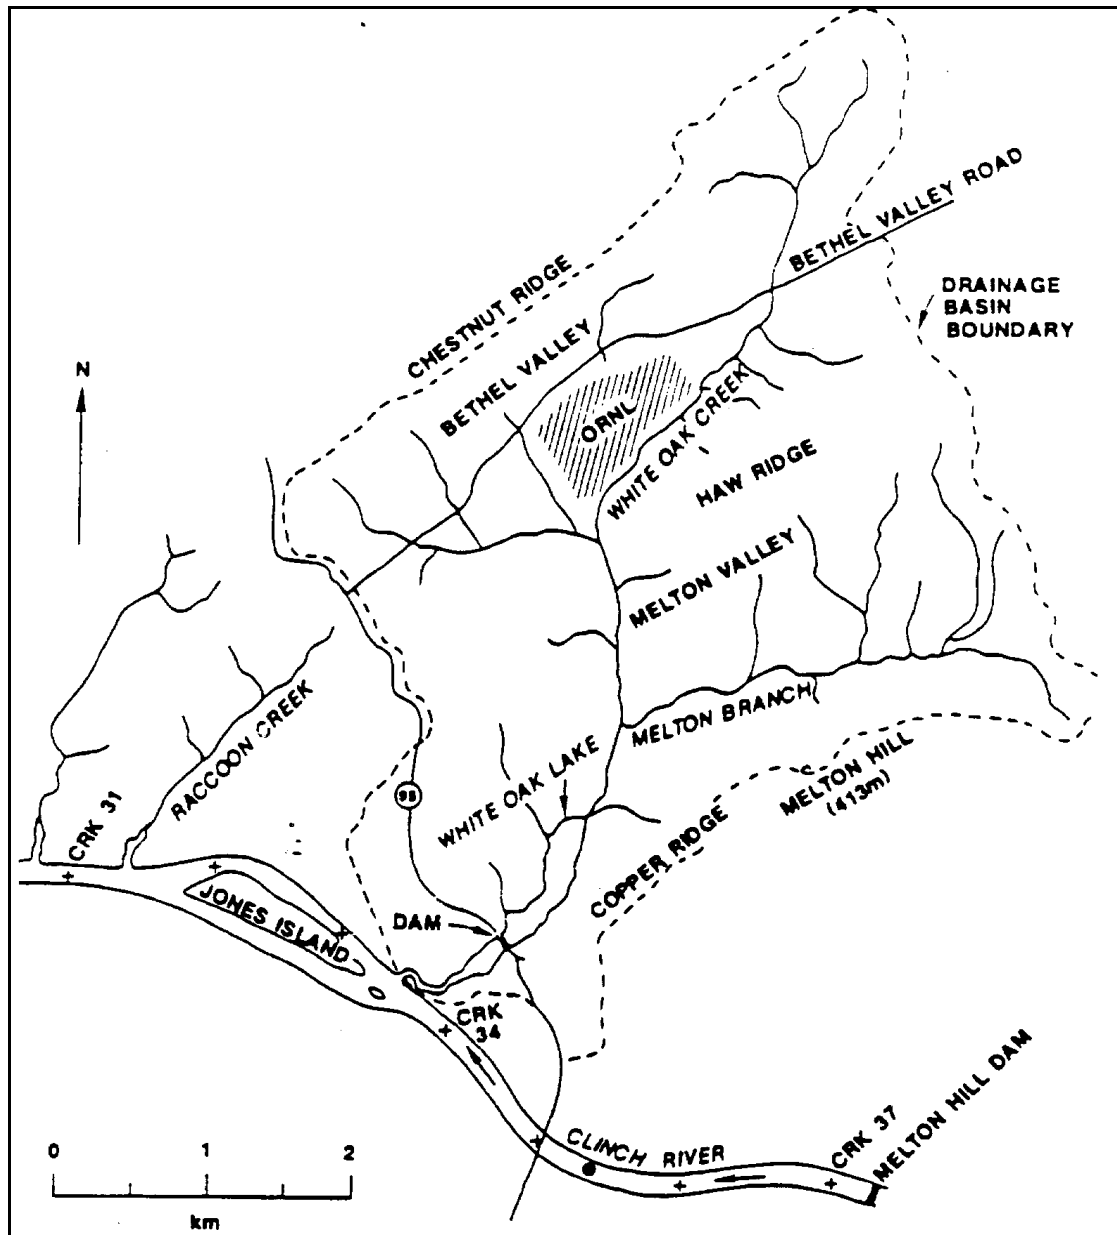 BETHEL VALLEY ROAD
CHESTNUT RIDGE
DRAINAGE
BASIN
BOUNDARY
BETHEL VALLEY
N
ORNL
WHITE OAK CREEK
HAW RIDGE
MELTON VALLEY
RACCOON CREEK
MELTON BRANCH
WHITE OAK LAKE
MELTON HILL
(413m)
95
CRK 31
COPPER RIDGE
JONES ISLAND
DAM
CRK
34
CLINCH RIVER
CRK 37
MELTON HILL DAM
0 1 2
km